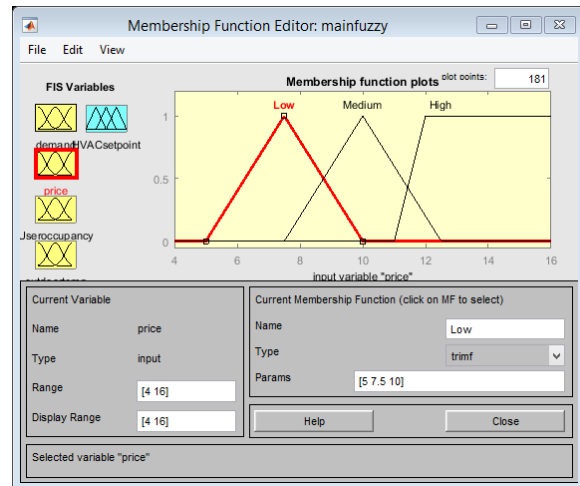 Membership Function Editor: mainfuzzy
File Edit View
FIS Variables
Membership function plots
plot points:
181
Low
Medium
High
demand
HVACsetpoint
price
Useroccupancy
1
0.5
0
4 6 8 10 12 14 16
input variable "price"
Current Variable
Name price
Type input
Range [4 16]
Display Range [4 16]
Current Membership Function (click on MF to select)
Name Low
Type trimf
Params [5 7.5 10]
Help
Close
Selected variable "price"